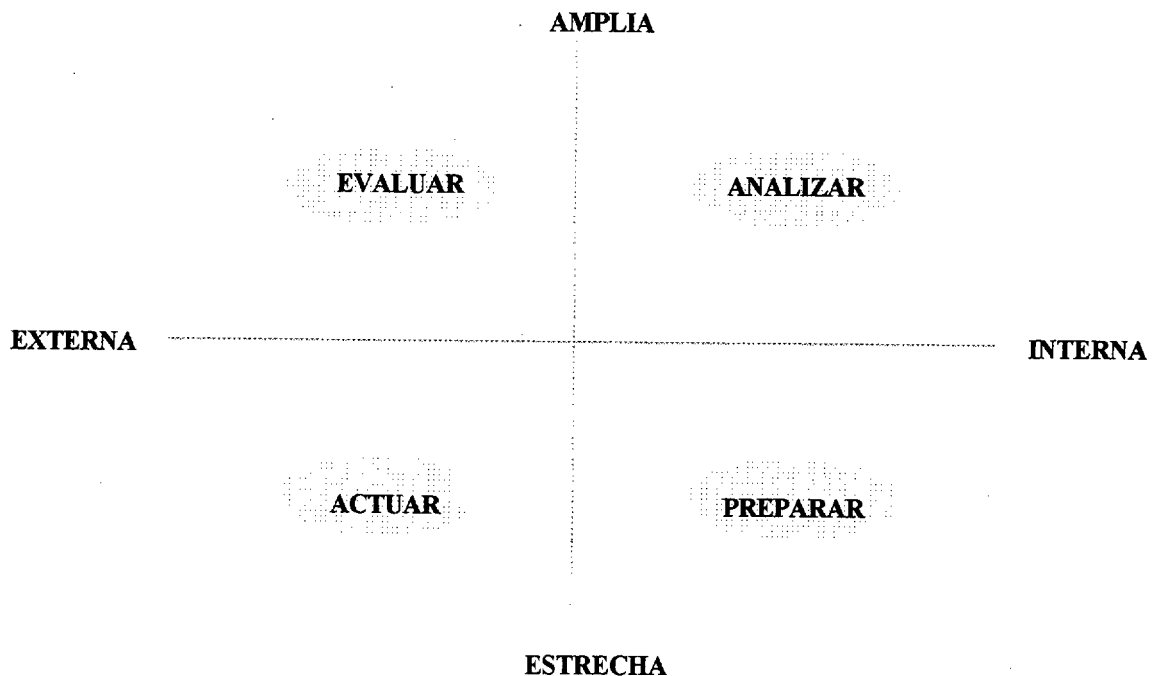 AMPLIA
EVALUAR
ANALIZAR
EXTERNA
INTERNA
ACTUAR
PREPARAR
ESTRECHA